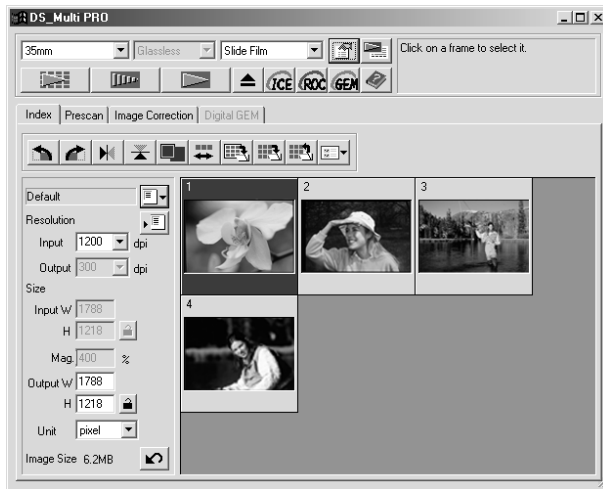 DS_Multi PRO
35mm Glassless Slide Film
Click on a frame to select it.
ICE ROC GEM
Index Prescan Image Correction Digital GEM
Default
Resolution
Input 1200 dpi
Output 300 dpi
Size
Input W 1788
H 1218
Mag. 400 %
Output W 1788
H 1218
Unit pixel
Image Size 6.2MB
1 2 3
4